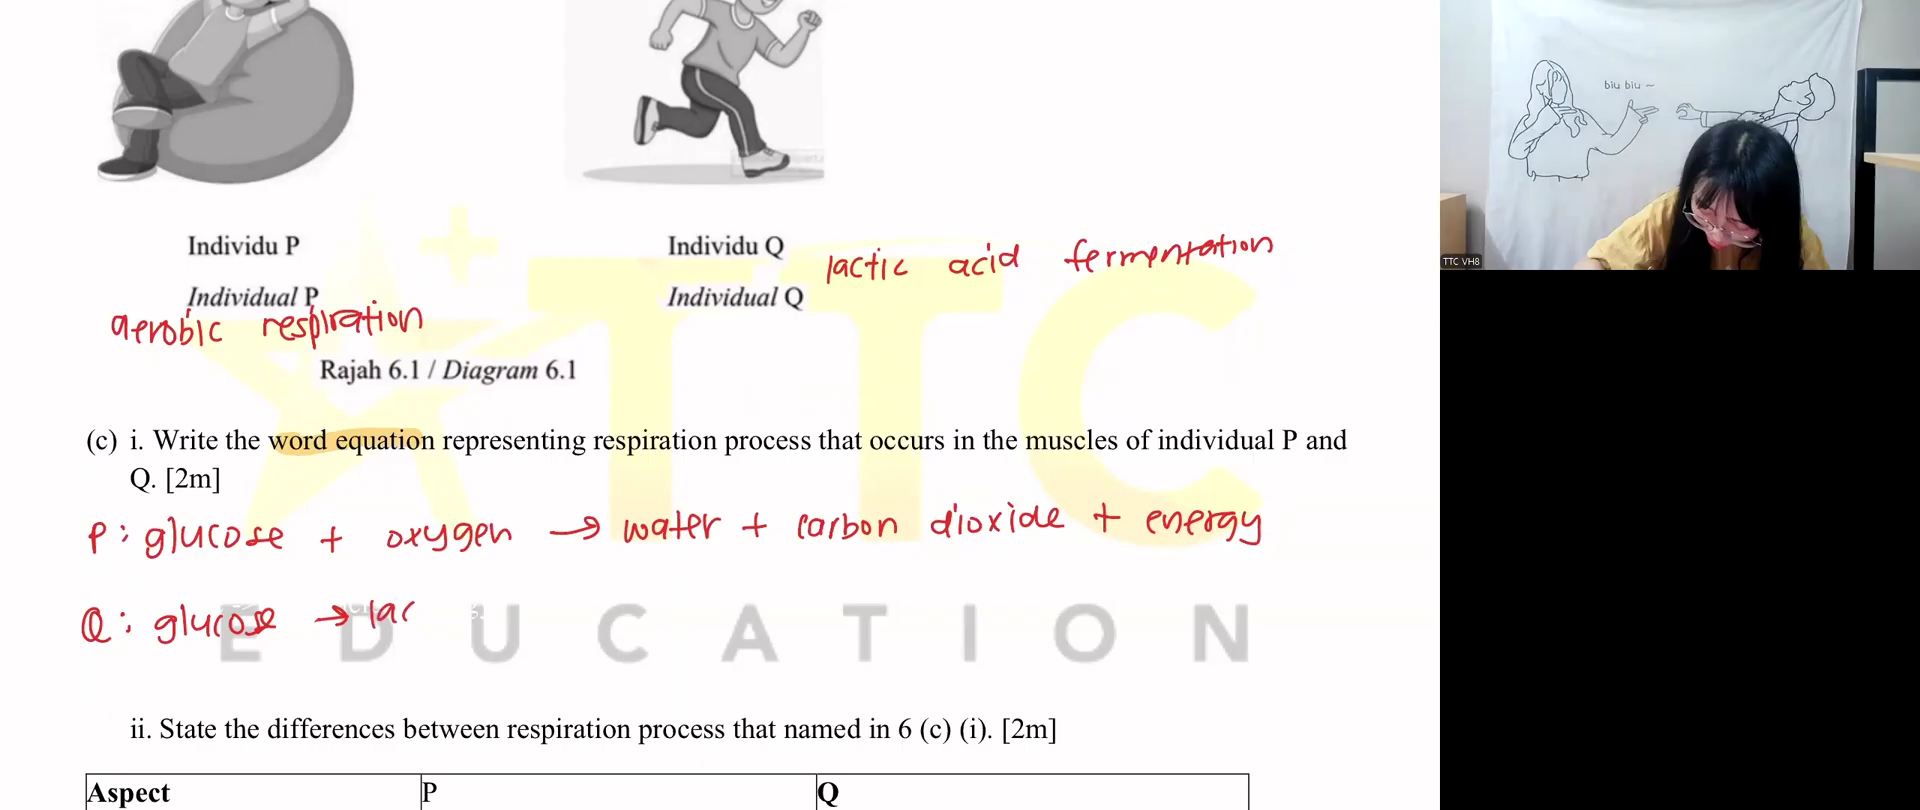 biu biu ~
TTC VH8
Individu P
Individu Q
lactic acid fermentation
Individual P
Individual Q
aerobic respiration
Rajah 6.1 / Diagram 6.1
TTC
(c) i. Write the word equation representing respiration process that occurs in the muscles of individual P and
Q. [2m]
P: glucose + oxygen → water + carbon dioxide + energy
Q: glucose → lac
EDUCATION
ii. State the differences between respiration process that named in 6 (c) (i). [2m]
Aspect P Q